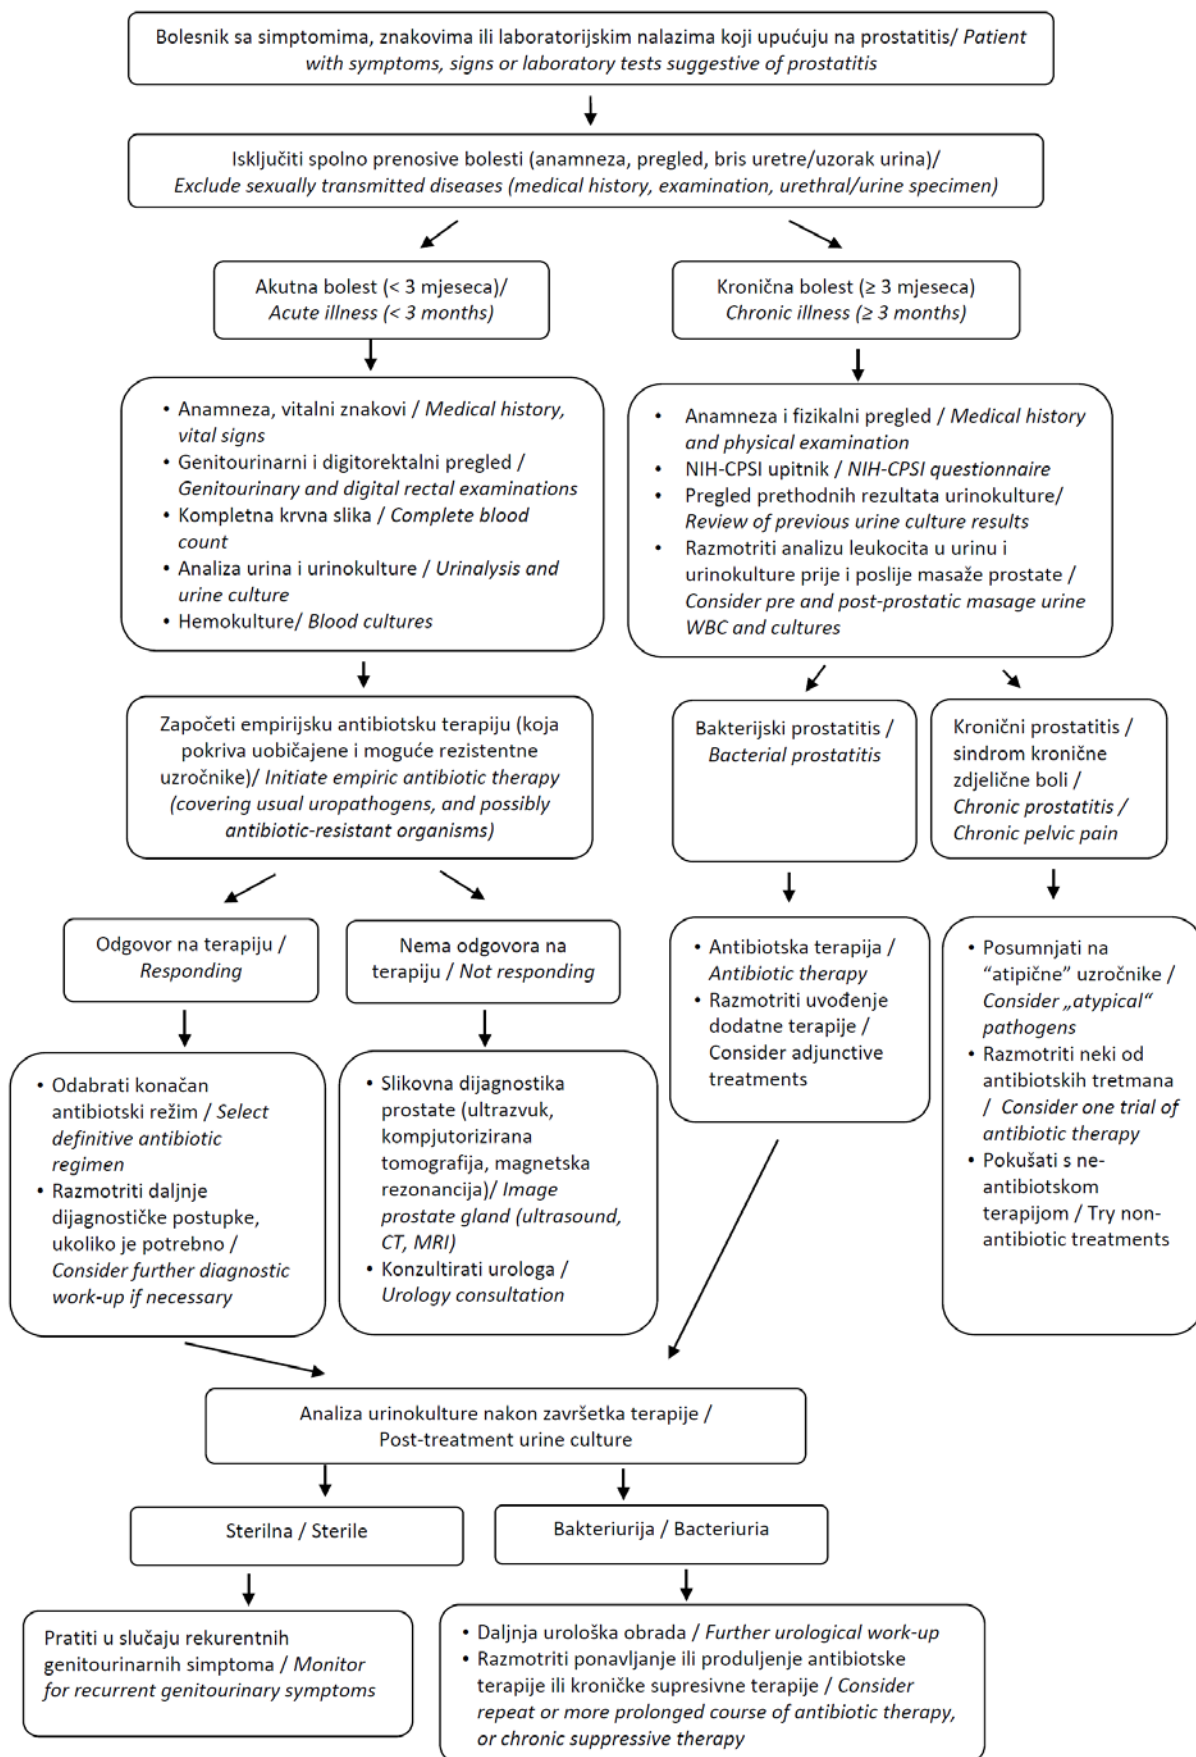 Bolesnik sa simptomima, znakovima ili laboratorijskim nalazima koji upućuju na prostatitis/ Patient
with symptoms, signs or laboratory tests suggestive of prostatitis
Isključiti spolno prenosive bolesti (anamneza, pregled, bris uretre/uzorak urina)/
Exclude sexually transmitted diseases (medical history, examination, urethral/urine specimen)
Akutna bolest (< 3 mjeseca)/
Acute illness (< 3 months)
Kronična bolest (≥ 3 mjeseca)
Chronic illness (≥ 3 months)
• Anamneza, vitalni znakovi / Medical history,
vital signs
• Genitourinarni i digitorektalni pregled /
Genitourinary and digital rectal examinations
• Kompletna krvna slika / Complete blood
count
• Analiza urina i urinokulture / Urinalysis and
urine culture
• Hemokulture/ Blood cultures
• Anamneza i fizikalni pregled / Medical history
and physical examination
• NIH-CPSI upitnik / NIH-CPSI questionnaire
• Pregled prethodnih rezultata urinokulture/
Review of previous urine culture results
• Razmotriti analizu leukocita u urinu i
urinokulture prije i poslije masaže prostate /
Consider pre and post-prostatic masage urine
WBC and cultures
Započeti empirijsku antibiotsku terapiju (koja
pokriva uobičajene i moguće rezistentne
uzročnike)/ Initiate empiric antibiotic therapy
(covering usual uropathogens, and possibly
antibiotic-resistant organisms)
Bakterijski prostatitis /
Bacterial prostatitis
Kronični prostatitis /
sindrom kronične
zdjelične boli /
Chronic prostatitis /
Chronic pelvic pain
Odgovor na terapiju /
Responding
Nema odgovora na
terapiju / Not responding
• Antibiotska terapija /
Antibiotic therapy
• Razmotriti uvođenje
dodatne terapije /
Consider adjunctive
treatments
• Posumnjati na
“atipične” uzročnike /
Consider „atypical“
pathogens
• Razmotriti neki od
antibiotskih tretmana
/ Consider one trial of
antibiotic therapy
• Pokušati s ne-
antibiotskom
terapijom / Try non-
antibiotic treatments
• Odabrati konačan
antibiotski režim / Select
definitive antibiotic
regimen
• Razmotriti daljnje
dijagnostičke postupke,
ukoliko je potrebno /
Consider further diagnostic
work-up if necessary
• Slikovna dijagnostika
prostate (ultrazvuk,
kompjutorizirana
tomografija, magnetska
rezonancija)/ Image
prostate gland (ultrasound,
CT, MRI)
• Konzultirati urologa /
Urology consultation
Analiza urinokulture nakon završetka terapije /
Post-treatment urine culture
Sterilna / Sterile
Bakteriurija / Bacteriuria
Pratiti u slučaju rekurentnih
genitourinarnih simptoma / Monitor
for recurrent genitourinary symptoms
• Daljnja urološka obrada / Further urological work-up
• Razmotriti ponavljanje ili produljenje antibiotske
terapije ili kroničke supresivne terapije / Consider
repeat or more prolonged course of antibiotic therapy,
or chronic suppressive therapy